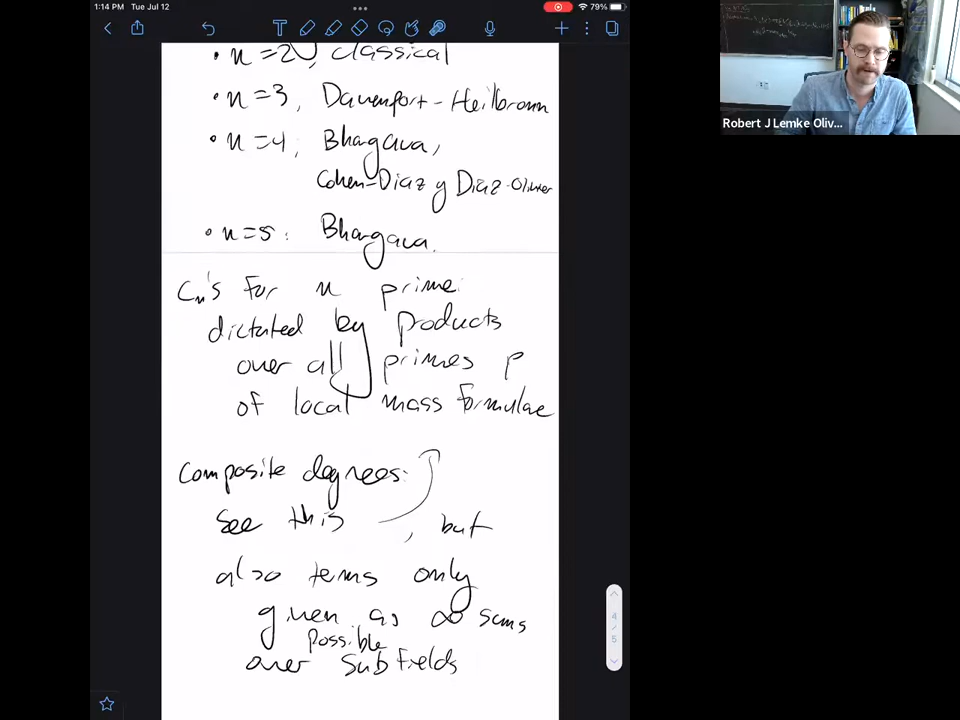 1:14 PM Tue Jul 12
79%
• n=2, classical
• n=3, Davenport-Heilbronn
• n=4, Bhargava,
Cohen-Diaz y Diaz-Olivier
• n=5: Bhargava.
Cn's for n prime:
dictated by products
over all primes p
of local mass formulae
Composite degrees:
see this, but
also terms only
given as ∞ sums
possible
over subfields
4/5
Robert J Lemke Oliv...